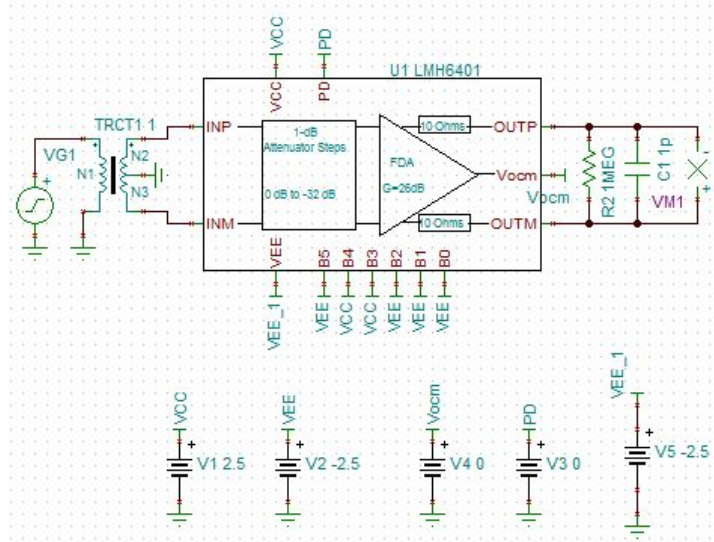 VCC
PD
U1 LMH6401
VCC
PD
TRCT1 1
VG1
+
N1
N2
N3
INP
INM
1-dB
Attenuator Steps
0 dB to -32 dB
10 Ohms
FDA
G=26dB
10 Ohms
OUTP
Vocm
OUTM
Vocm
R2 1MEG
C1 1p
-
+
VM1
VEE
B5
B4
B3
B2
B1
B0
VEE_1
VEE
VCC
VCC
VEE
VEE
VEE
VCC
+
V1 2.5
VEE
+
V2 -2.5
Vocm
+
V4 0
PD
+
V3 0
VEE_1
+
V5 -2.5